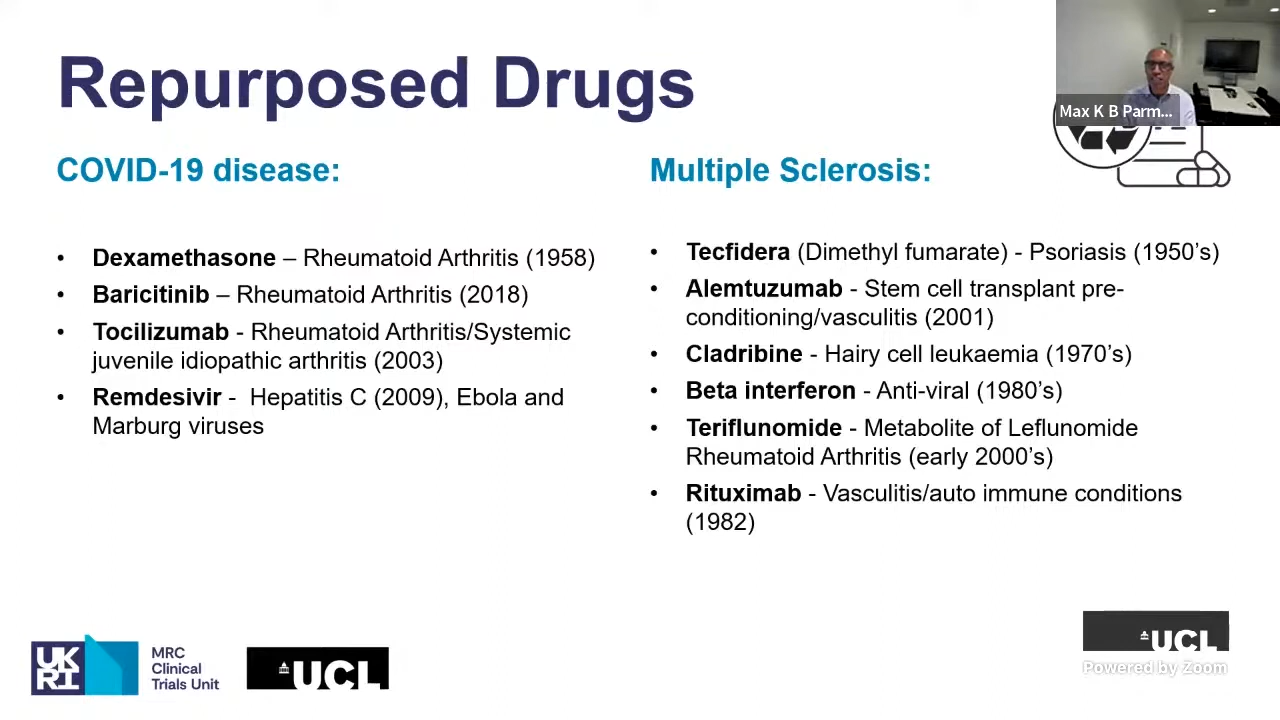 Repurposed Drugs
Max K B Parm...
COVID-19 disease:
• Dexamethasone – Rheumatoid Arthritis (1958)
• Baricitinib – Rheumatoid Arthritis (2018)
• Tocilizumab - Rheumatoid Arthritis/Systemic
juvenile idiopathic arthritis (2003)
• Remdesivir - Hepatitis C (2009), Ebola and
Marburg viruses
Multiple Sclerosis:
• Tecfidera (Dimethyl fumarate) - Psoriasis (1950’s)
• Alemtuzumab - Stem cell transplant pre-
conditioning/vasculitis (2001)
• Cladribine - Hairy cell leukaemia (1970’s)
• Beta interferon - Anti-viral (1980’s)
• Teriflunomide - Metabolite of Leflunomide
Rheumatoid Arthritis (early 2000’s)
• Rituximab - Vasculitis/auto immune conditions
(1982)
UK
RI
MRC
Clinical
Trials Unit
UCL
UCL
Powered by Zoom